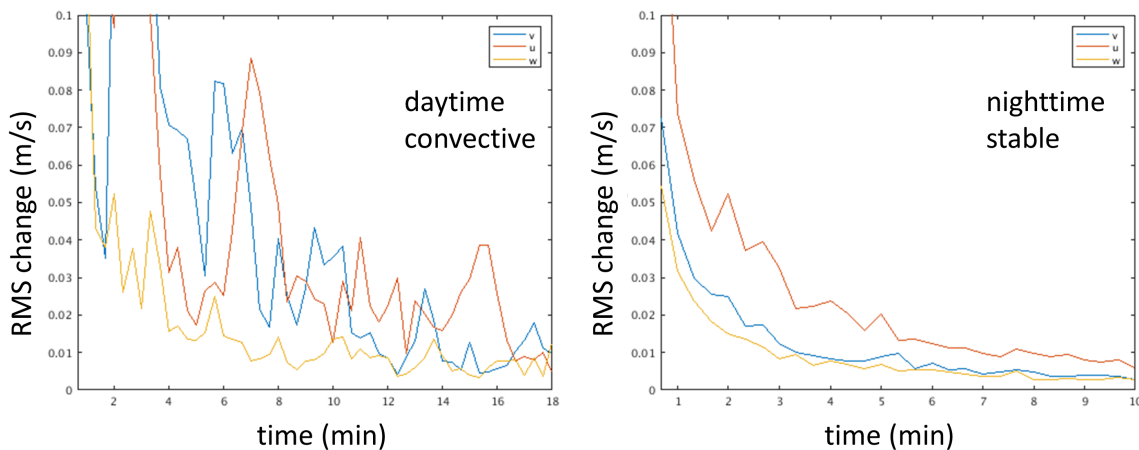 0.1
0.09
0.08
0.07
0.06
0.05
0.04
0.03
0.02
0.01
0
RMS change (m/s)
v
u
w
daytime
convective
2 4 6 8 10 12 14 16 18
time (min)
0.1
0.09
0.08
0.07
0.06
0.05
0.04
0.03
0.02
0.01
0
RMS change (m/s)
v
u
w
nighttime
stable
1 2 3 4 5 6 7 8 9 10
time (min)